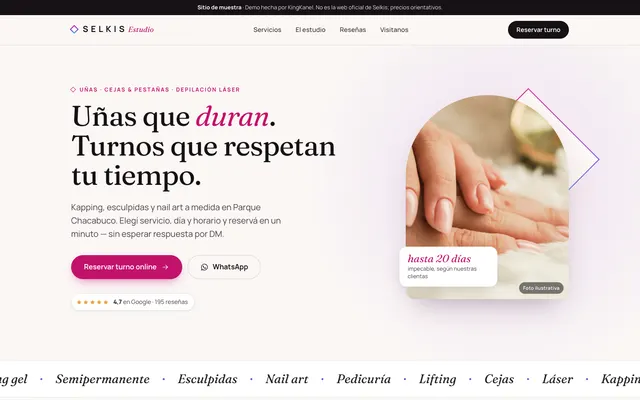 Sitio de muestra · Demo hecha por KingKanel. No es la web oficial de Selkis; precios orientativos.
SELKIS Estudio
Servicios El estudio Reseñas Visitanos
Reservar turno
UÑAS · CEJAS & PESTAÑAS · DEPILACIÓN LÁSER
Uñas que duran.
Turnos que respetan
tu tiempo.
Kapping, esculpidas y nail art a medida en Parque
Chacabuco. Elegí servicio, día y horario y reservá en un
minuto — sin esperar respuesta por DM.
Reservar turno online →
WhatsApp
★★★★★ 4,7 en Google · 195 reseñas
hasta 20 días
impecable, según nuestras
clientas
Foto ilustrativa
g gel · Semipermanente · Esculpidas · Nail art · Pedicuría · Lifting · Cejas · Láser · Kappin